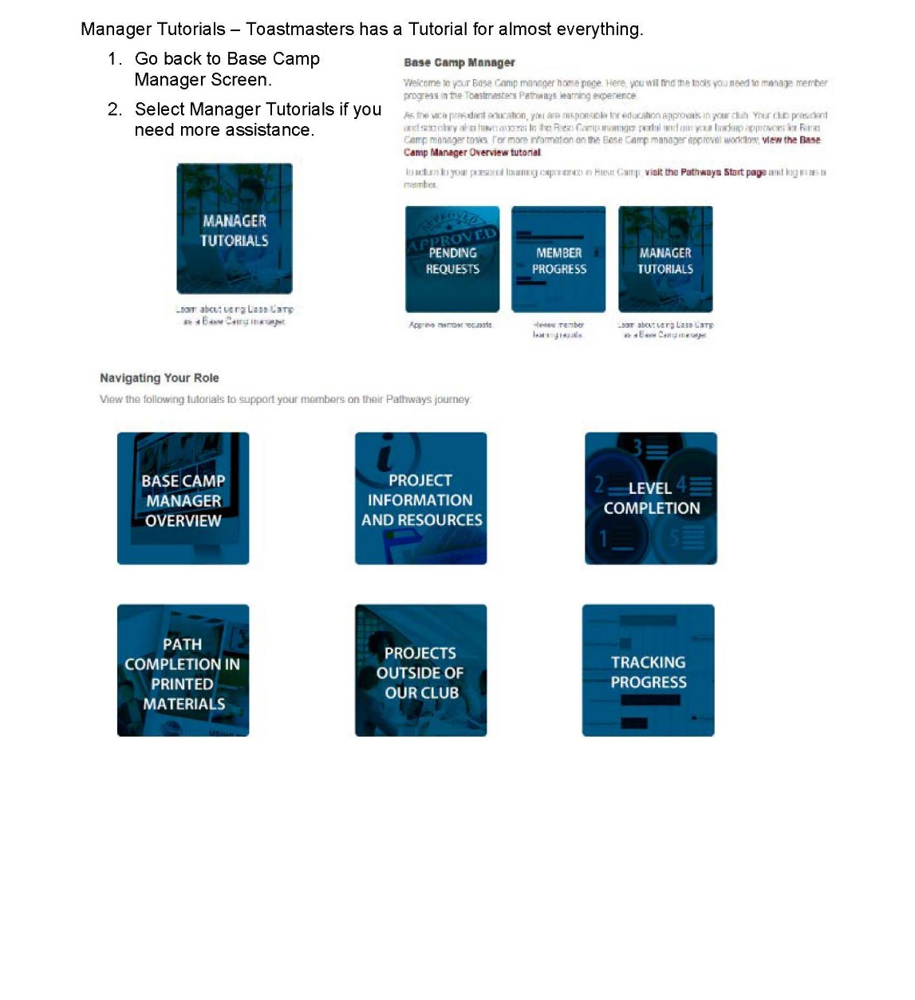 Manager Tutorials – Toastmasters has a Tutorial for almost everything.
1. Go back to Base Camp
Manager Screen.
2. Select Manager Tutorials if you
need more assistance.
MANAGER
TUTORIALS
Learn about using Base Camp
as a Base Camp manager
Base Camp Manager
Welcome to your Base Camp manager home page. Here, you will find the tools you need to manage member
progress in the Toastmasters Pathways learning experience
As the vice president education, you are responsible for education approvals in your club. Your club president
and secretary also have access to the Base Camp manager portal and are your backup approvers for Base
Camp manager tasks. For more information on the Base Camp manager approval workflow, view the Base
Camp Manager Overview tutorial
To return to your personal learning experience in Base Camp, visit the Pathways Start page and log in as a
member.
APPROVED
APPROVED
PENDING
REQUESTS
Approve member requests
MEMBER
PROGRESS
Review member
learning
MANAGER
TUTORIALS
Learn about using Base Camp
as a Base Camp manager
Navigating Your Role
View the following tutorials to support your members on their Pathways journey:
BASE CAMP
MANAGER
OVERVIEW
i
PROJECT
INFORMATION
AND RESOURCES
3
2 LEVEL 4
COMPLETION
1 5
PATH
COMPLETION IN
PRINTED
MATERIALS
USING
PROJECTS
OUTSIDE OF
OUR CLUB
TRACKING
PROGRESS